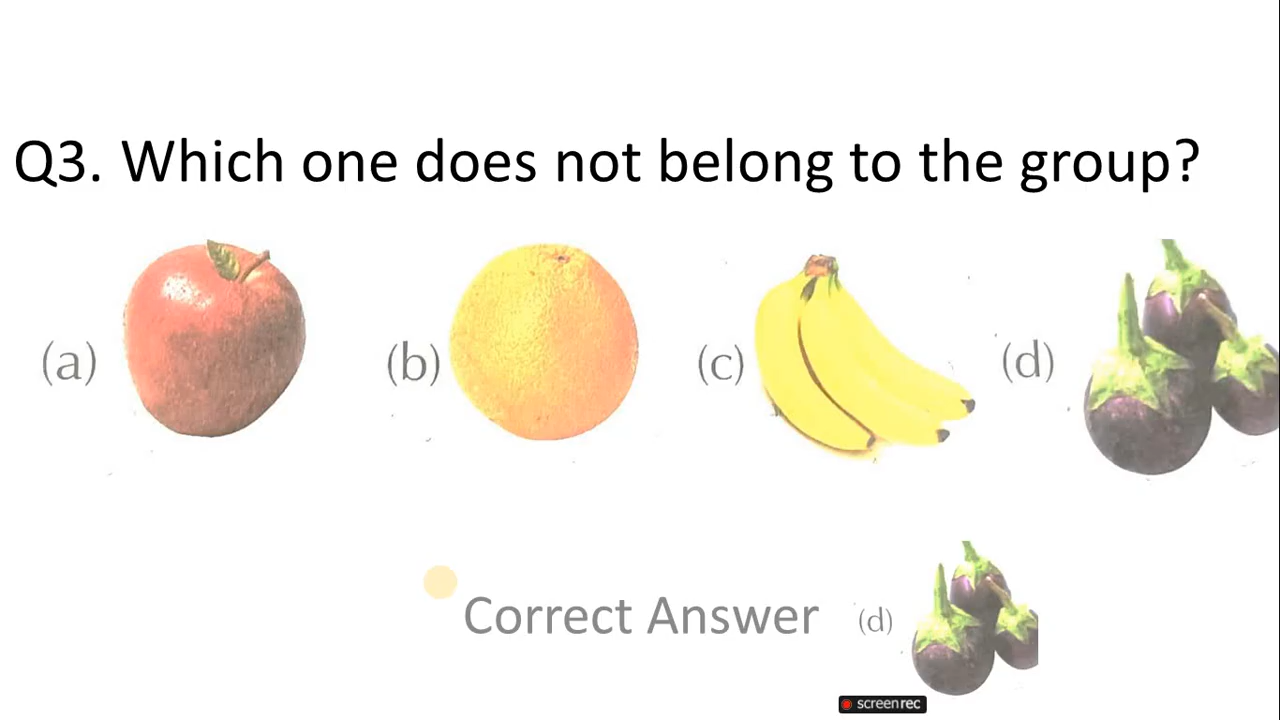 Q3. Which one does not belong to the group?
(a) (b) (c) (d)
Correct Answer (d)
screenrec